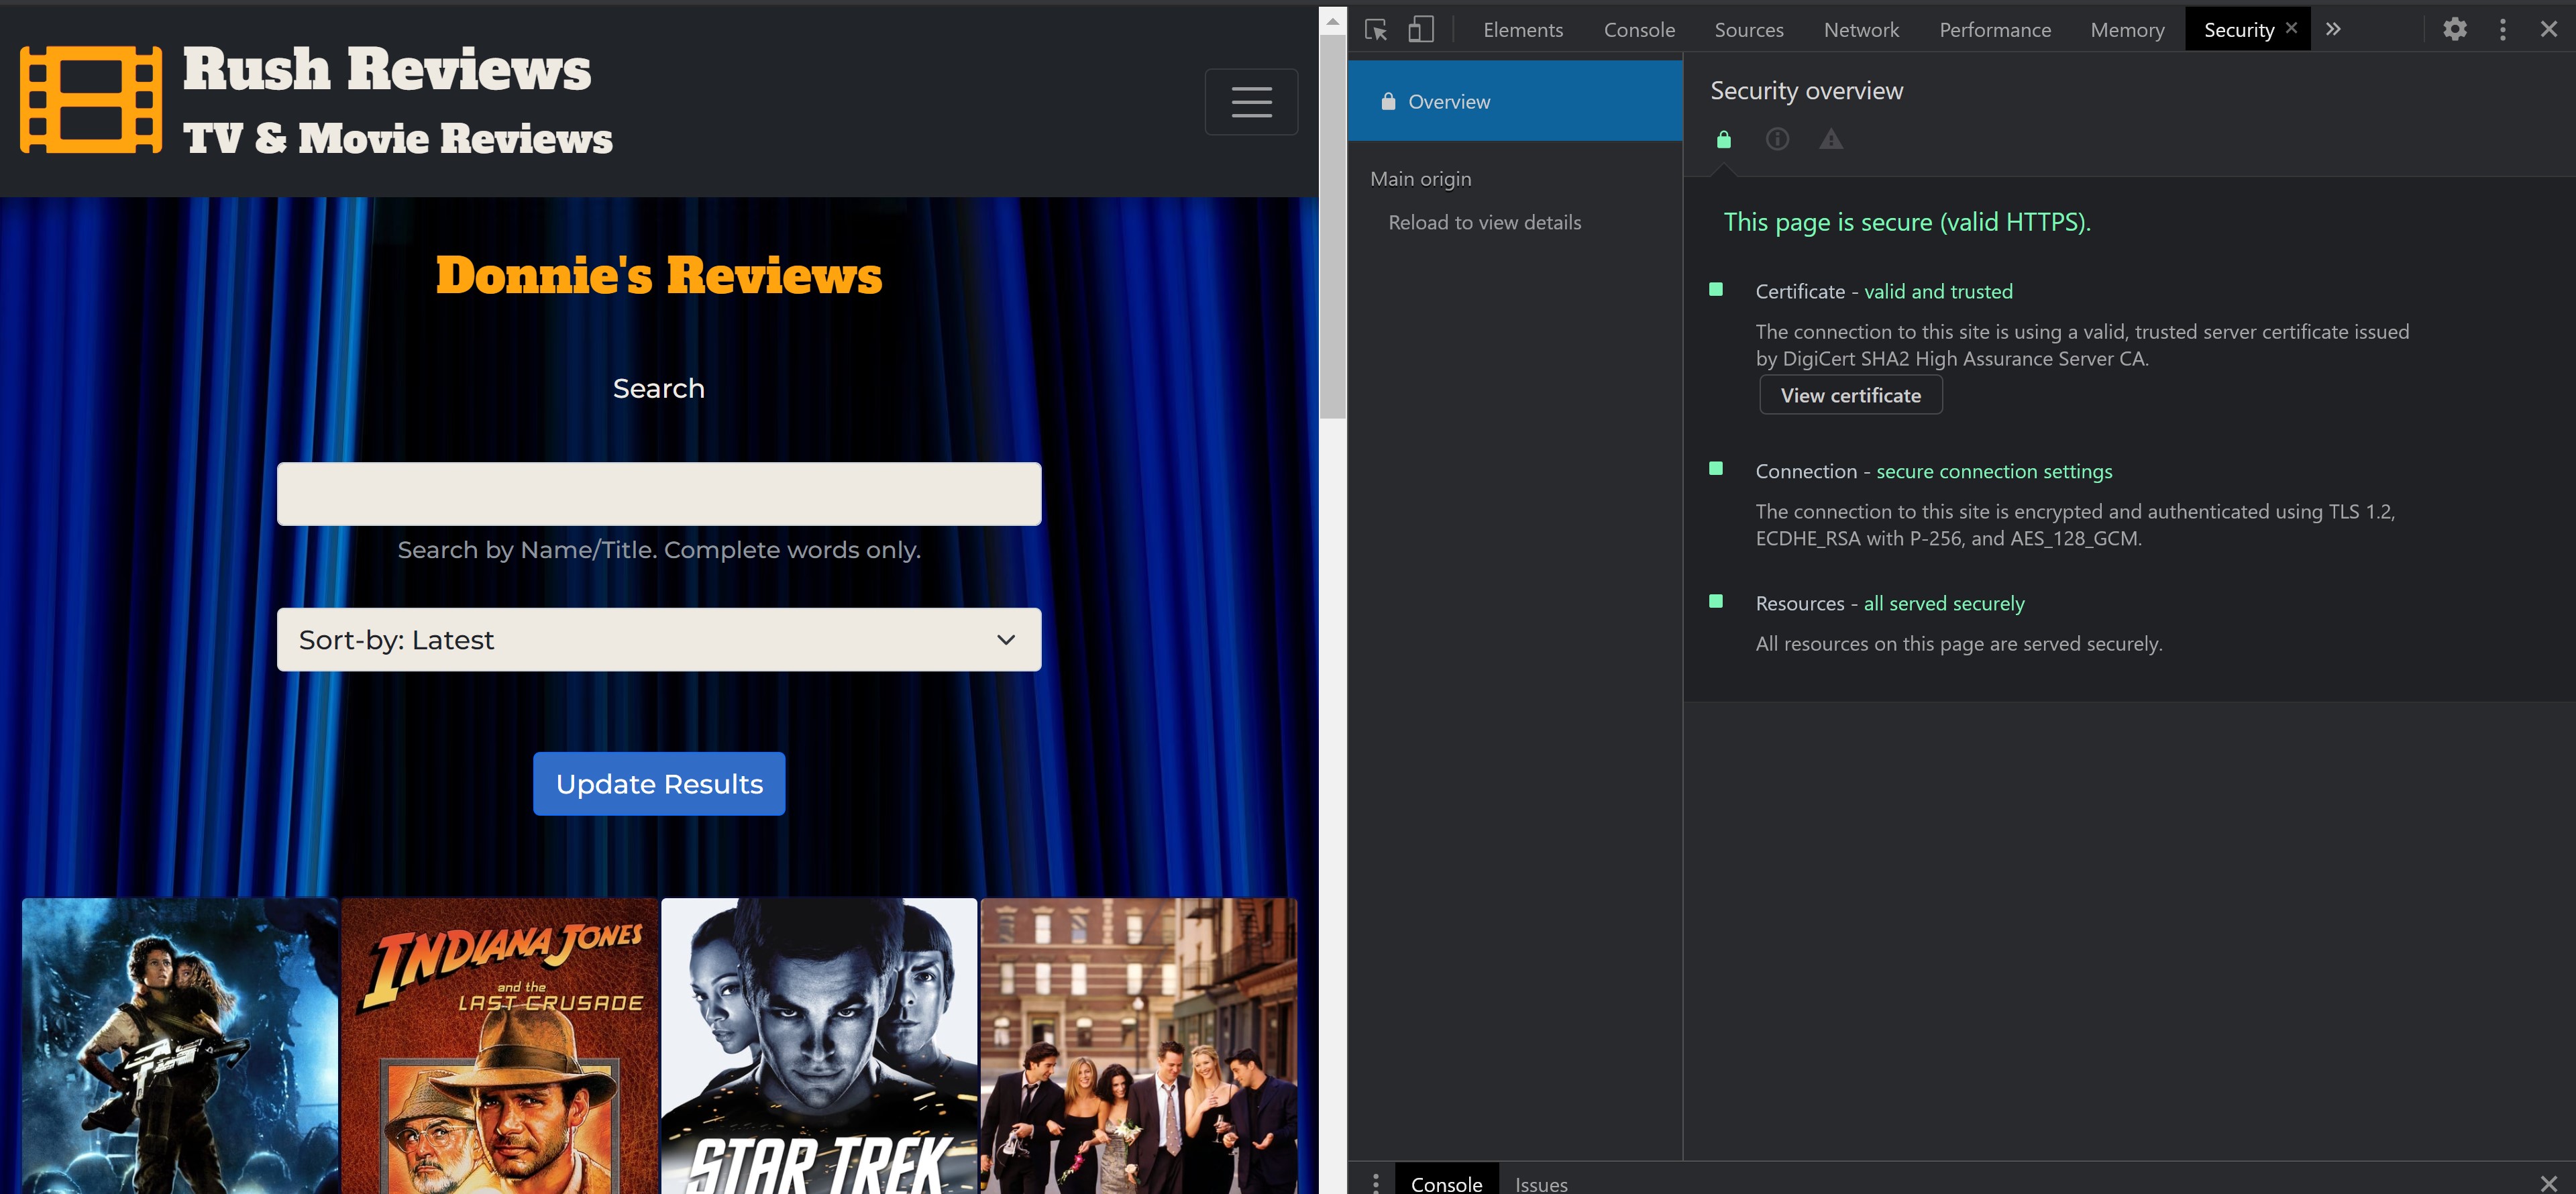 Rush Reviews
TV & Movie Reviews
Donnie's Reviews
Search
Search by Name/Title. Complete words only.
Sort-by: Latest
Update Results
INDIANA JONES
and the
LAST CRUSADE
STAR TREK
Elements Console Sources Network Performance Memory Security
Overview
Main origin
Reload to view details
Security overview
This page is secure (valid HTTPS).
Certificate - valid and trusted
The connection to this site is using a valid, trusted server certificate issued
by DigiCert SHA2 High Assurance Server CA.
View certificate
Connection - secure connection settings
The connection to this site is encrypted and authenticated using TLS 1.2,
ECDHE_RSA with P-256, and AES_128_GCM.
Resources - all served securely
All resources on this page are served securely.
Console Issues